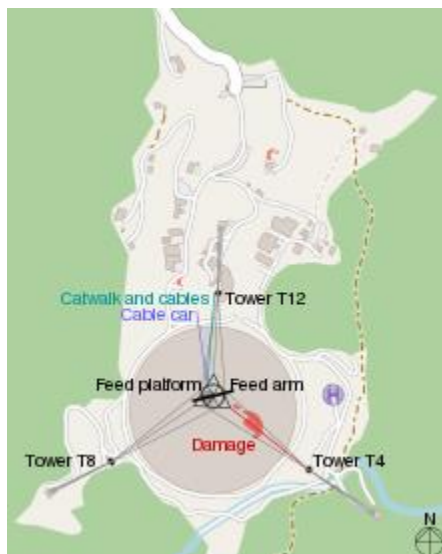 Catwalk and cables
Tower T12
Cable car
Feed platform
Feed arm
H
Damage
Tower T8
Tower T4
N